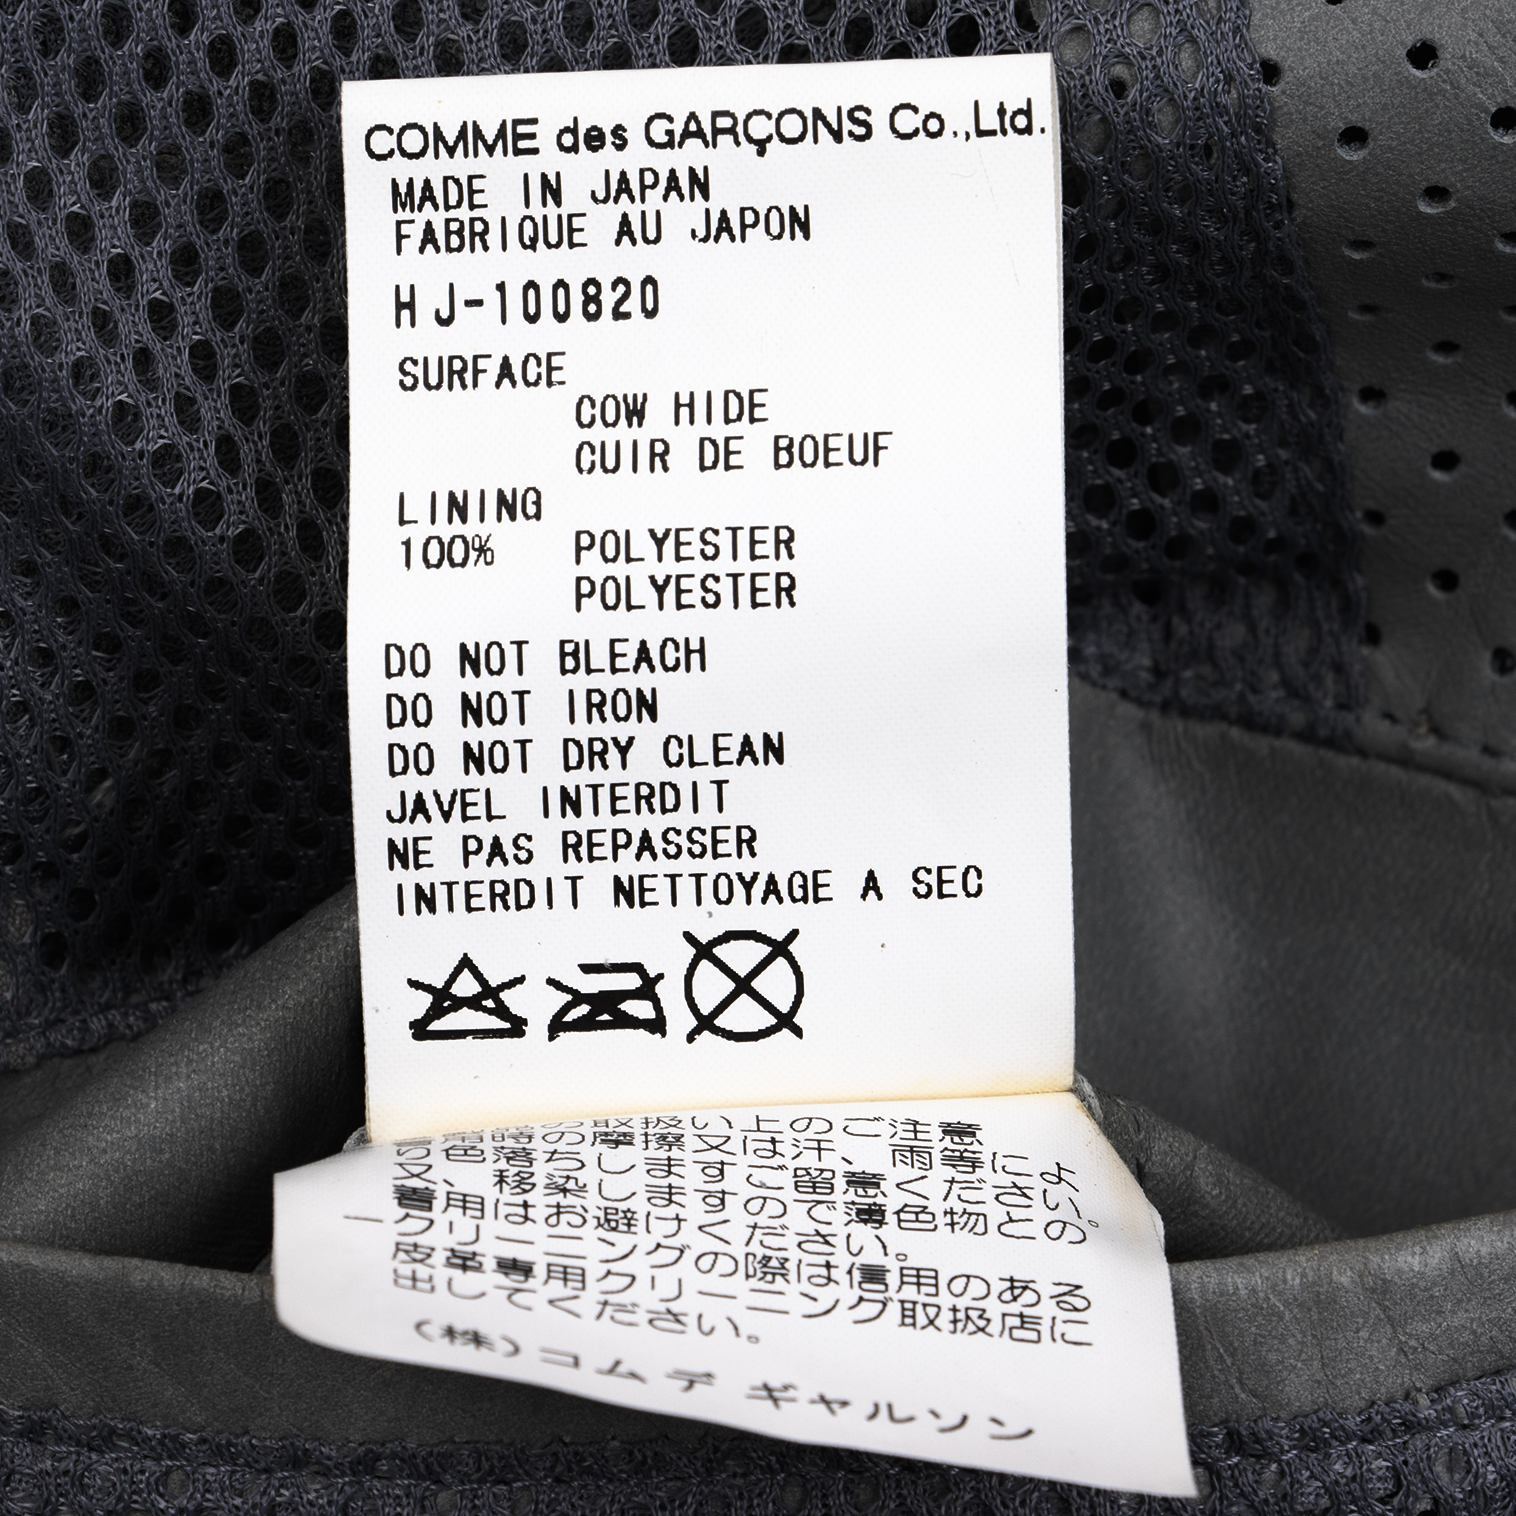 COMME des GARÇONS Co.,Ltd.
MADE IN JAPAN
FABRIQUE AU JAPON
HJ-100820
SURFACE
COW HIDE
CUIR DE BOEUF
LINING
100% POLYESTER
POLYESTER
DO NOT BLEACH
DO NOT IRON
DO NOT DRY CLEAN
JAVEL INTERDIT
NE PAS REPASSER
INTERDIT NETTOYAGE A SEC
取扱い上のご注意
時の摩擦又は汗、雨等によ
色落ちしますご留意くださいの
又、移染しますので薄色物との
着用はお避けください。
クリーニングの際は信用のある
皮革専用クリーニング取扱店に
出してください。
(株)コム デ ギャルソン